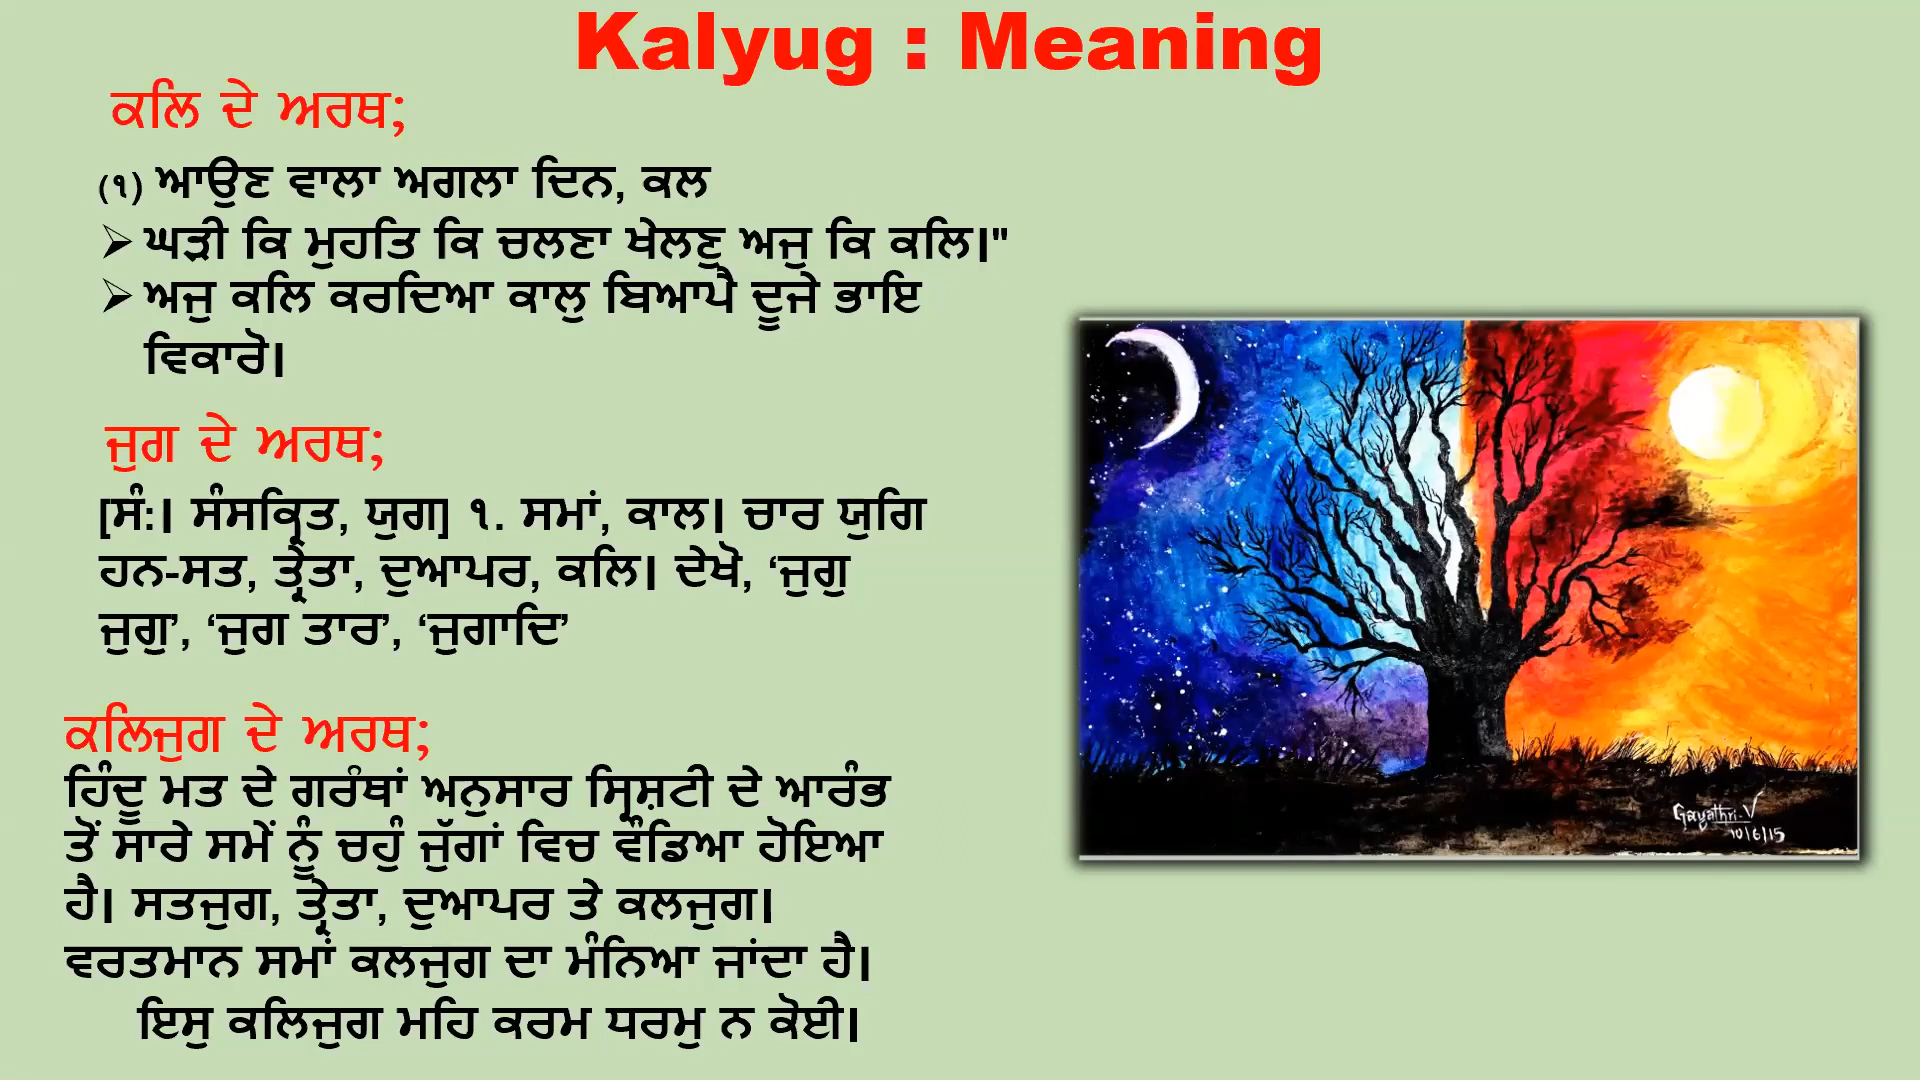 Kalyug : Meaning
ਕਲਿ ਦੇ ਅਰਥ;
(੧) ਆਉਣ ਵਾਲਾ ਅਗਲਾ ਦਿਨ, ਕਲ
➢ ਘੜੀ ਕਿ ਮੁਹਤਿ ਕਿ ਚਲਣਾ ਖੇਲਣੁ ਅਜੁ ਕਿ ਕਲਿ।"
➢ ਅਜੁ ਕਲਿ ਕਰਦਿਆ ਕਾਲੁ ਬਿਆਪੈ ਦੂਜੇ ਭਾਇ
ਵਿਕਾਰੋ।
ਜੁਗ ਦੇ ਅਰਥ;
[ਸੰ:। ਸੰਸਕ੍ਰਿਤ, ਯੁਗ] ੧. ਸਮਾਂ, ਕਾਲ। ਚਾਰ ਯੁਗਿ
ਹਨ-ਸਤ, ਤ੍ਰੇਤਾ, ਦੁਆਪਰ, ਕਲਿ। ਦੇਖੋ, ‘ਜੁਗੁ
ਜੁਗੁ’, ‘ਜੁਗ ਤਾਰ’, ‘ਜੁਗਾਦਿ’
ਕਲਿਜੁਗ ਦੇ ਅਰਥ;
ਹਿੰਦੂ ਮਤ ਦੇ ਗਰੰਥਾਂ ਅਨੁਸਾਰ ਸ੍ਰਿਸ਼ਟੀ ਦੇ ਆਰੰਭ
ਤੋਂ ਸਾਰੇ ਸਮੇਂ ਨੂੰ ਚਹੁੰ ਜੁੱਗਾਂ ਵਿਚ ਵੰਡਿਆ ਹੋਇਆ
ਹੈ। ਸਤਜੁਗ, ਤ੍ਰੇਤਾ, ਦੁਆਪਰ ਤੇ ਕਲਜੁਗ।
ਵਰਤਮਾਨ ਸਮਾਂ ਕਲਜੁਗ ਦਾ ਮੰਨਿਆ ਜਾਂਦਾ ਹੈ।
ਇਸੁ ਕਲਿਜੁਗ ਮਹਿ ਕਰਮ ਧਰਮੁ ਨ ਕੋਈ।
Gayathri.V
10/6/15